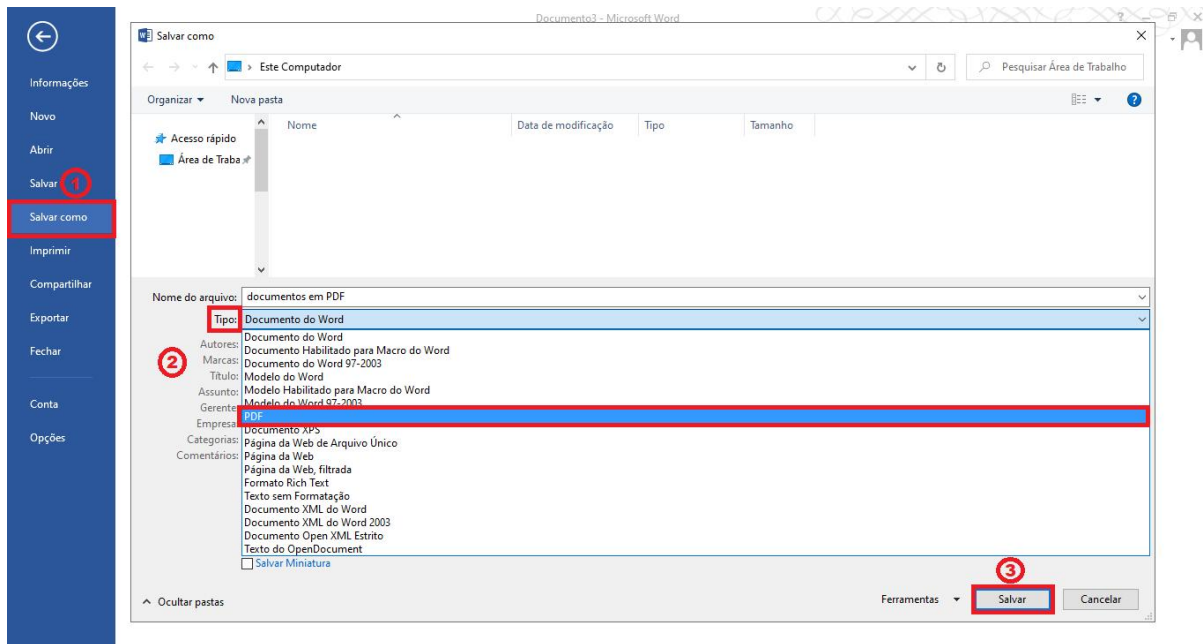 Documento3 - Microsoft Word
Salvar como
Este Computador
Pesquisar Área de Trabalho
Organizar
Nova pasta
Nome
Data de modificação
Tipo
Tamanho
Acesso rápido
Área de Traba
Informações
Novo
Abrir
Salvar
1
Salvar como
Imprimir
Compartilhar
Exportar
Fechar
Conta
Opções
Nome do arquivo: documentos em PDF
Tipo: Documento do Word
2
Autores:
Marcas:
Título:
Assunto:
Gerente
Empresa
Categorias:
Comentários:
Documento do Word
Documento Habilitado para Macro do Word
Documento do Word 97-2003
Modelo do Word
Modelo Habilitado para Macro do Word
Modelo do Word 97-2003
PDF
Documento XPS
Página da Web de Arquivo Único
Página da Web
Página da Web, filtrada
Formato Rich Text
Texto sem Formatação
Documento XML do Word
Documento XML do Word 2003
Documento Open XML Estrito
Texto do OpenDocument
Salvar Miniatura
3
Ocultar pastas
Ferramentas
Salvar
Cancelar